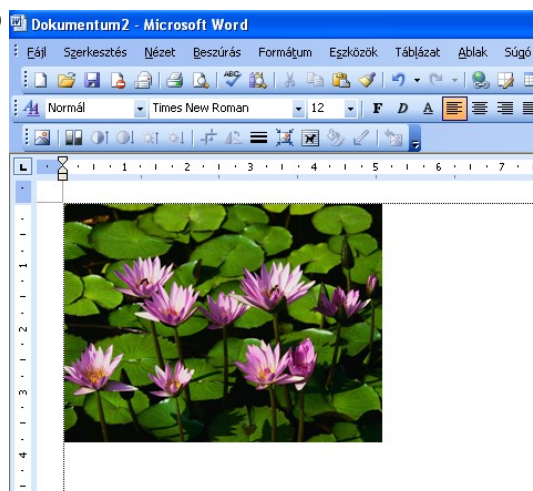 Dokumentum2 - Microsoft Word
Fájl Szerkesztés Nézet Beszúrás Formátum Eszközök Táblázat Ablak Súgó
Normál Times New Roman 12 F D A
1 2 3 4 5 6 7
1
2
3
4